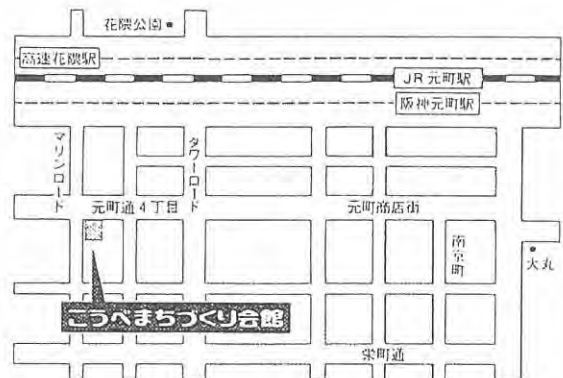 花隈公園
高速花隈駅
JR元町駅
阪神元町駅
マリンロード
タワーロード
元町通4丁目
元町商店街
南京町
大丸
こうべまちづくり会館
栄町通